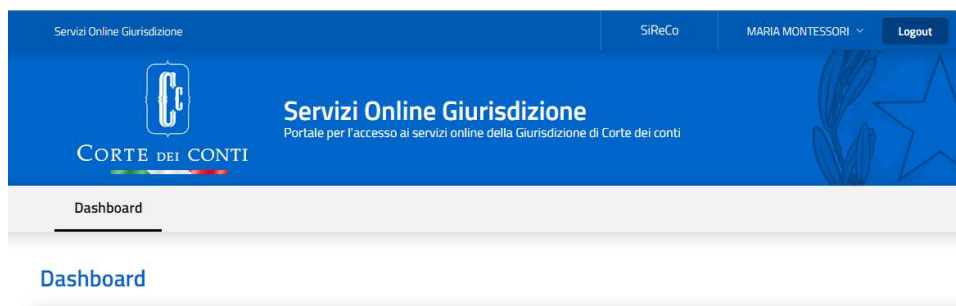 Servizi Online Giurisdizione
SiReCo
MARIA MONTESSORI
Logout
CORTE DEI CONTI
Servizi Online Giurisdizione
Portale per l'accesso ai servizi online della Giurisdizione di Corte dei conti
Dashboard
Dashboard